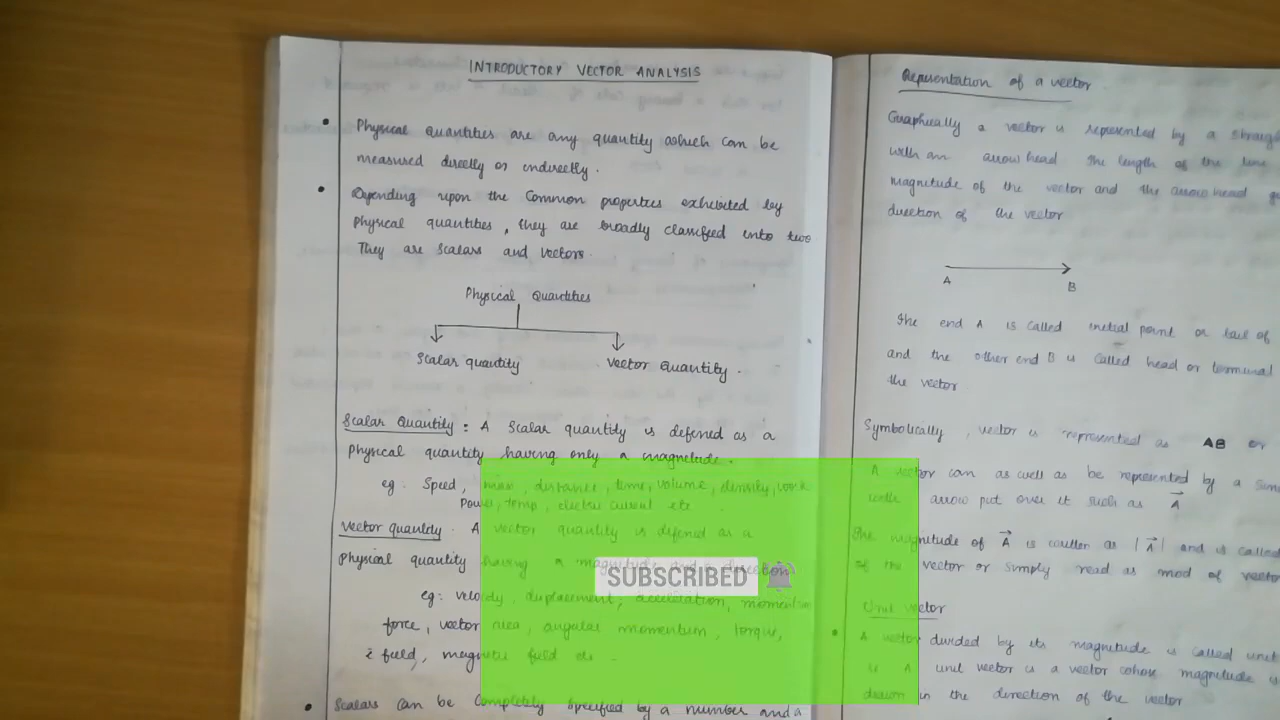 INTRODUCTORY VECTOR ANALYSIS
• Physical Quantities are any quantity which can be
measured directly or indirectly.
• Depending upon the Common properties exhibited by
physical quantities, they are broadly classified into two
They are Scalars and vectors.
Physical Quantities
Scalar quantity
Vector Quantity.
Scalar Quantity: A Scalar quantity is defined as a
Physical quantity having only a magnitude.
eg. Speed, mass, distance, time, volume, density, work
Power, temp, electric current etc
Vector quantity. A vector quantity is defined as a
Physical quantity having a magnitude and direction
SUBSCRIBED
eg: velocity, displacement, acceleration, momentum
force, vector area, angular momentum, torque,
field, magnetic field etc.
• Scalars can be Completely Specified by a number and a
Representation of a vector
Graphically a vector is represented by a
with an arrow head The length of the line
magnitude of the vector and the arrow head
direction of the vector
A
B
The end A is called initial point or tail of
and the other end B is called head or terminal
the vector.
Symbolically, vector is represented as AB or
A vector can as well as be represented by a
with arrow put over it such as A⃗
The magnitude of A⃗ is written as |A⃗| and is called
of the vector or simply read as mod of vector
Unit vector
• A vector divided by its magnitude is called unit
A unit vector is a vector whose magnitude is
drawn in the direction of the vector